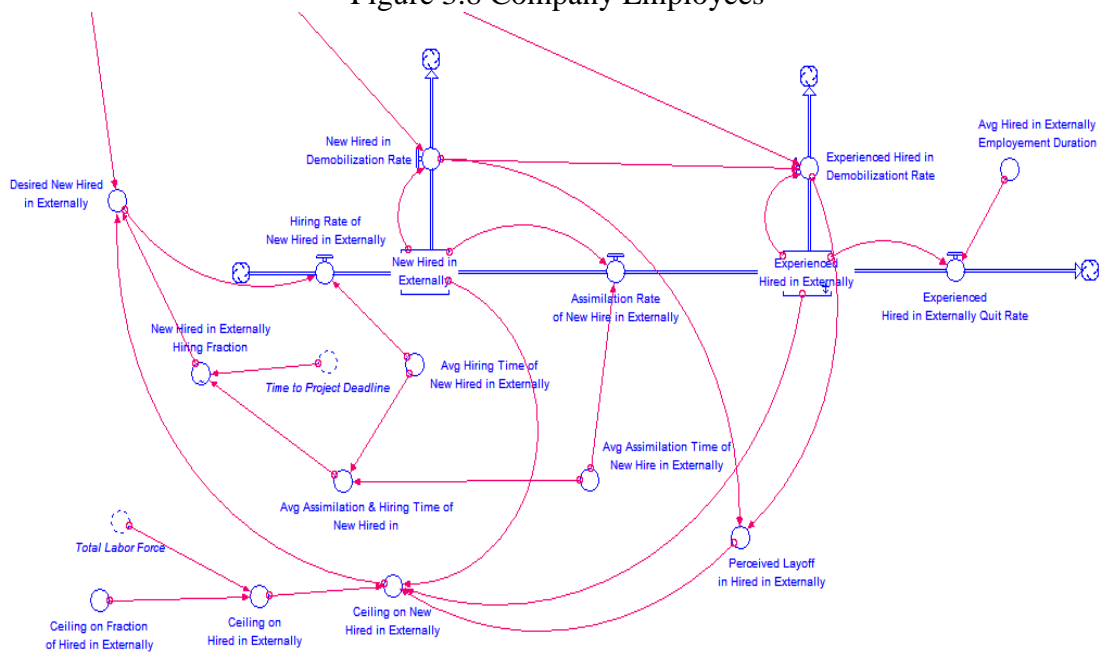 Figure 3.8 Company Employees
New Hired in
Demobilization Rate
Experienced Hired in
Demobilizationt Rate
Avg Hired in Externally
Employement Duration
Desired New Hired
in Externally
Hiring Rate of
New Hired in Externally
New Hired in
Externally
Experienced
Hired in Externally
Assimilation Rate
of New Hire in Externally
Experienced
Hired in Externally Quit Rate
New Hired in Externally
Hiring Fraction
Time to Project Deadline
Avg Hiring Time of
New Hired in Externally
Avg Assimilation Time of
New Hire in Externally
Avg Assimilation & Hiring Time of
New Hired in
Total Labor Force
Perceived Layoff
in Hired in Externally
Ceiling on Fraction
of Hired in Externally
Ceiling on
Hired in Externally
Ceiling on New
Hired in Externally